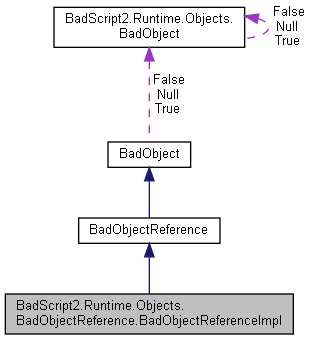 BadScript2.Runtime.Objects.
BadObject
False
Null
True
False
Null
True
BadObject
BadObjectReference
BadScript2.Runtime.Objects.
BadObjectReference.BadObjectReferenceImpl